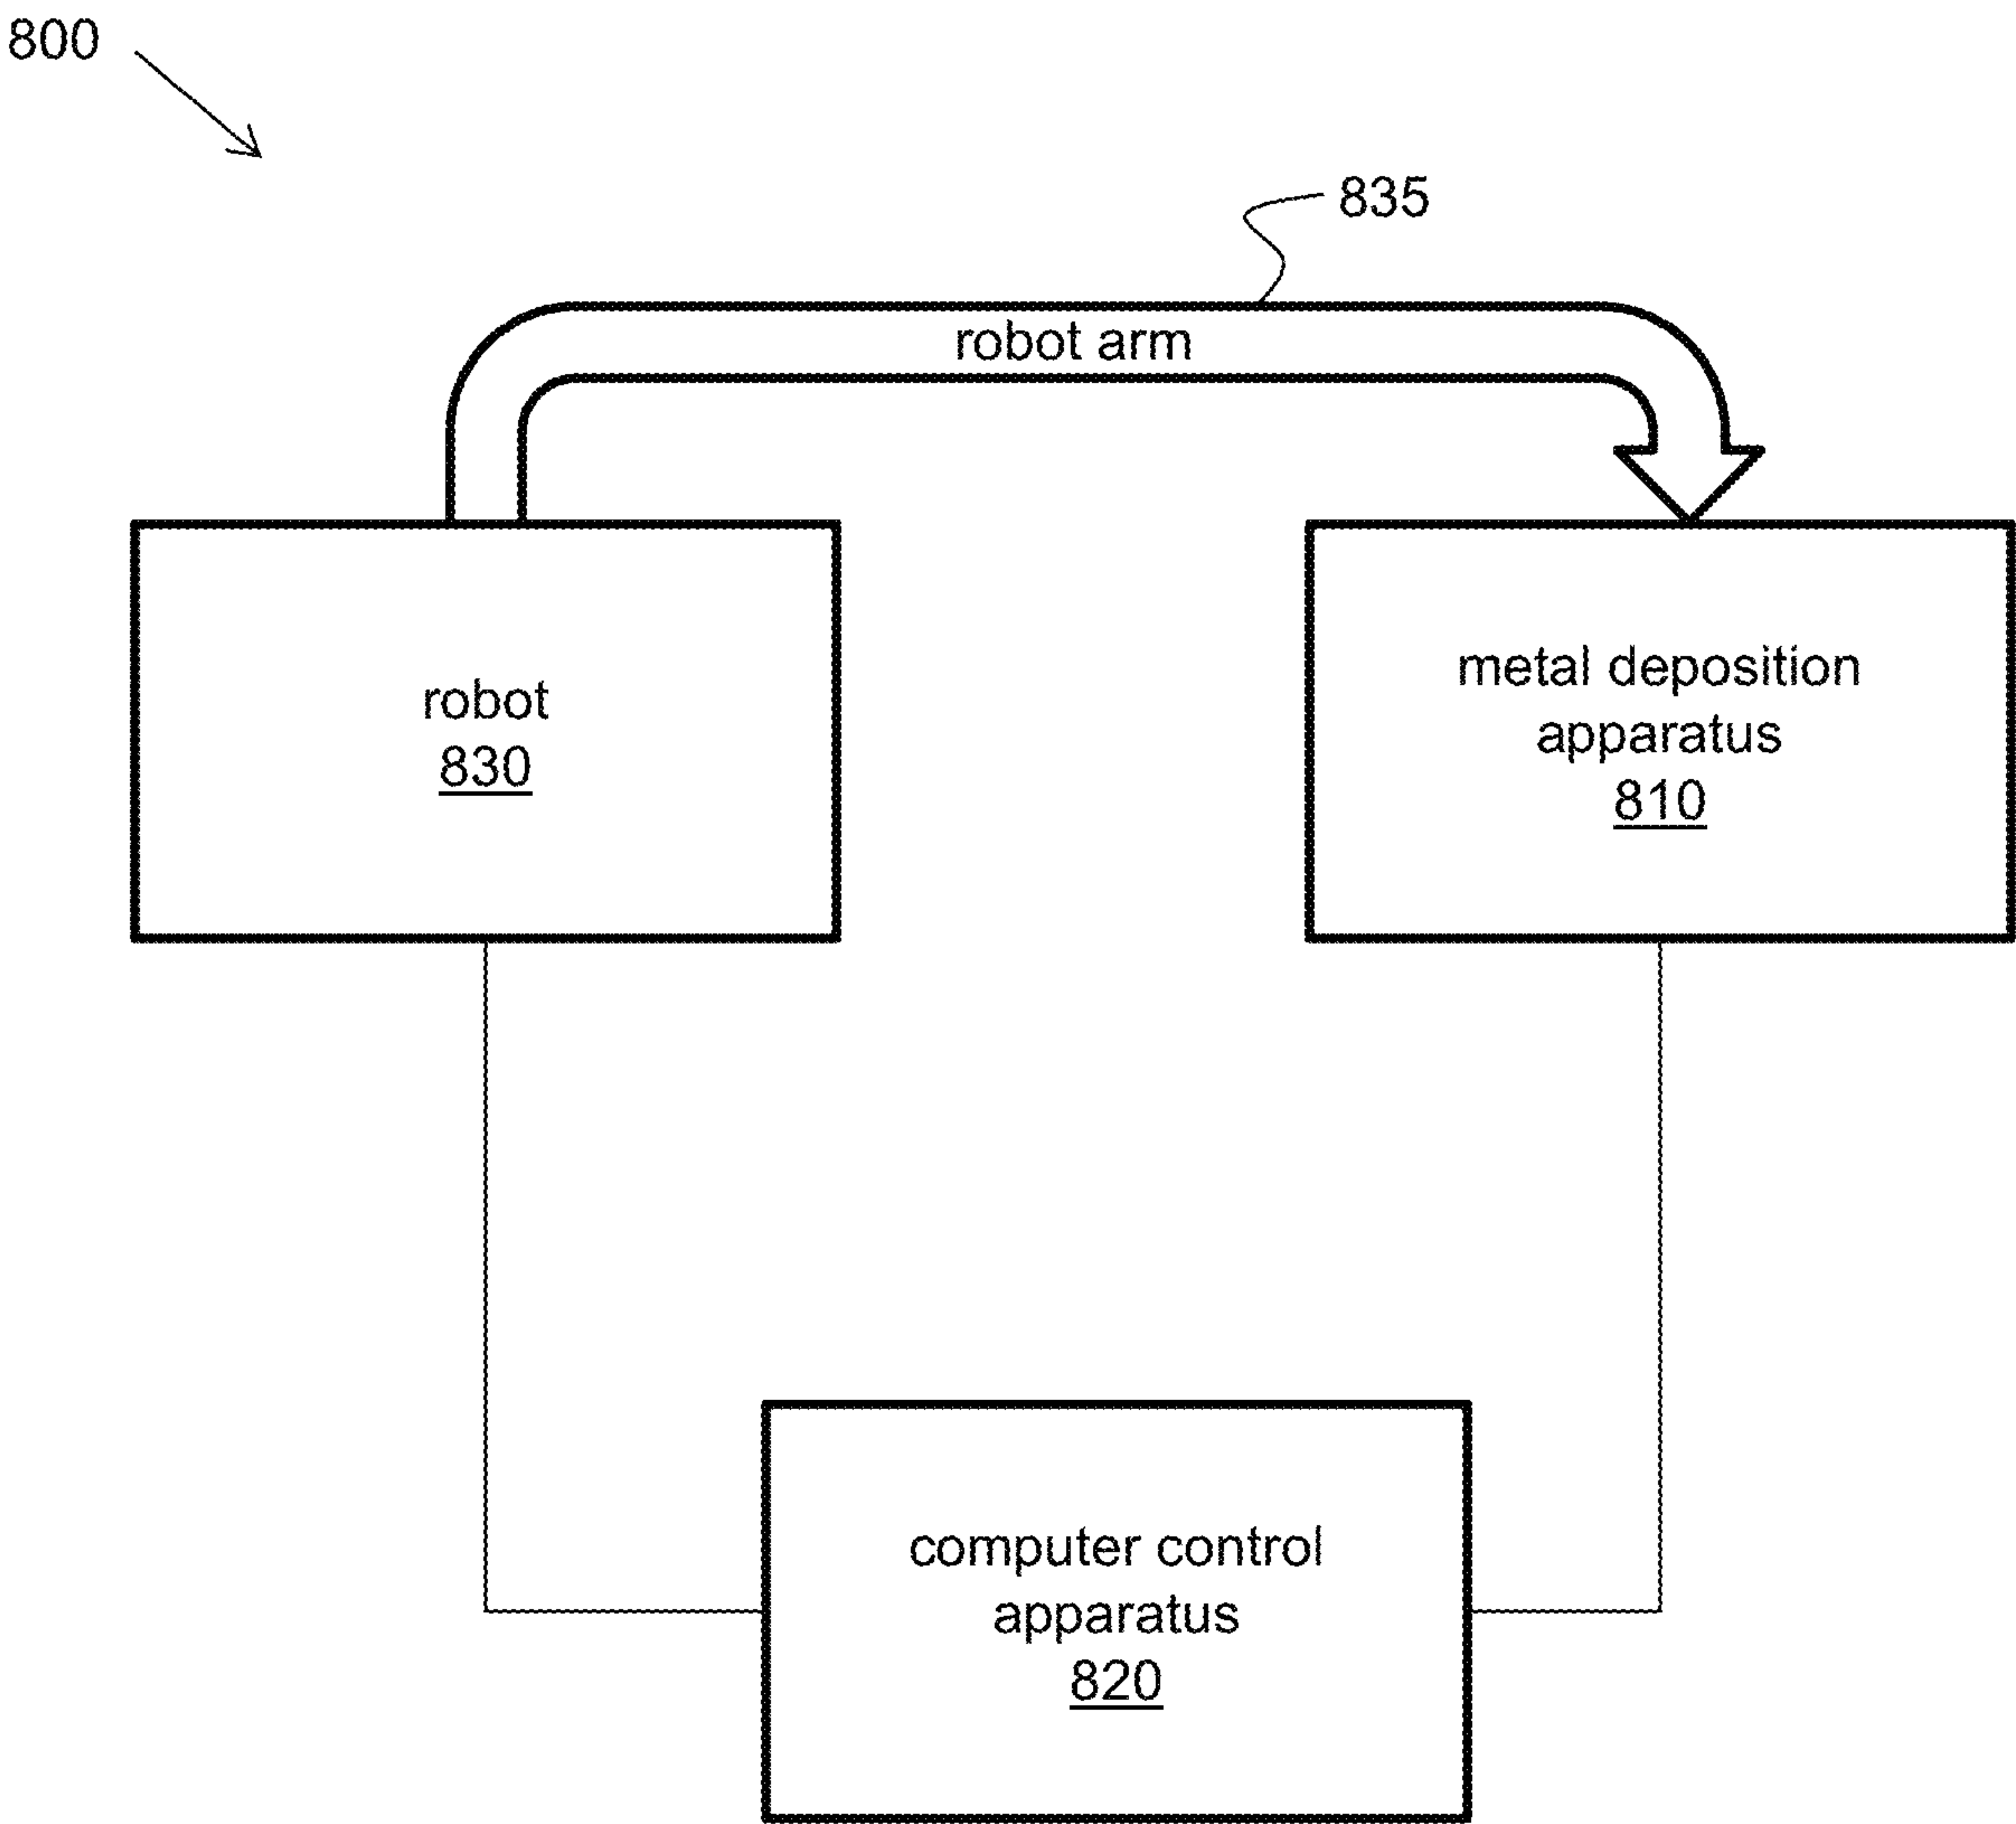 800
835
robot arm
robot
830
metal deposition
apparatus
810
computer control
apparatus
820